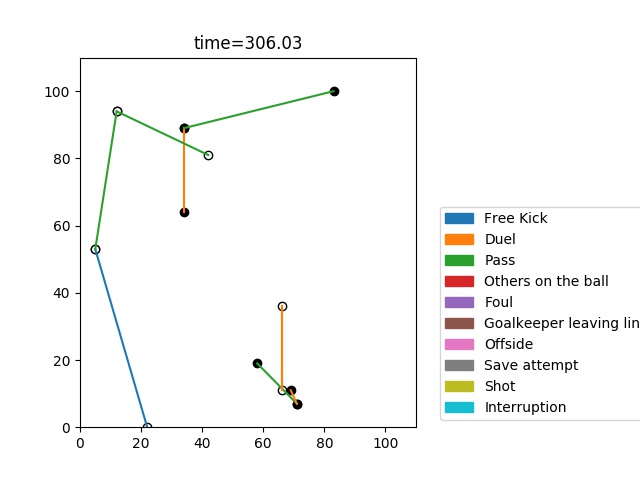 time=306.03
100
80
60
40
20
0
0 20 40 60 80 100
Free Kick
Duel
Pass
Others on the ball
Foul
Goalkeeper leaving lin
Offside
Save attempt
Shot
Interruption